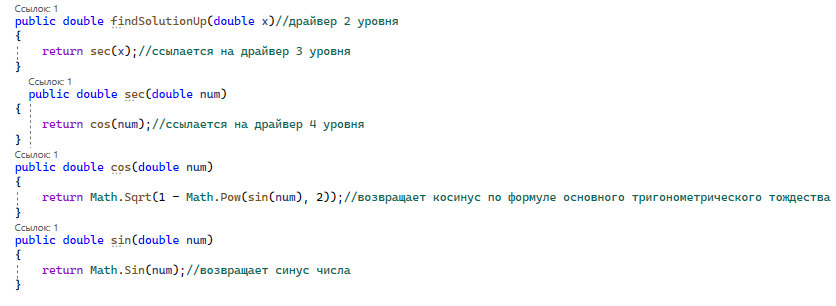 Ссылок: 1
public double findSolutionUp(double x)//драйвер 2 уровня
{
return sec(x);//ссылается на драйвер 3 уровня
}
Ссылок: 1
public double sec(double num)
{
return cos(num);//ссылается на драйвер 4 уровня
}
Ссылок: 1
public double cos(double num)
{
return Math.Sqrt(1 - Math.Pow(sin(num), 2));//возвращает косинус по формуле основного тригонометрического тождества
}
Ссылок: 1
public double sin(double num)
{
return Math.Sin(num);//возвращает синус числа
}